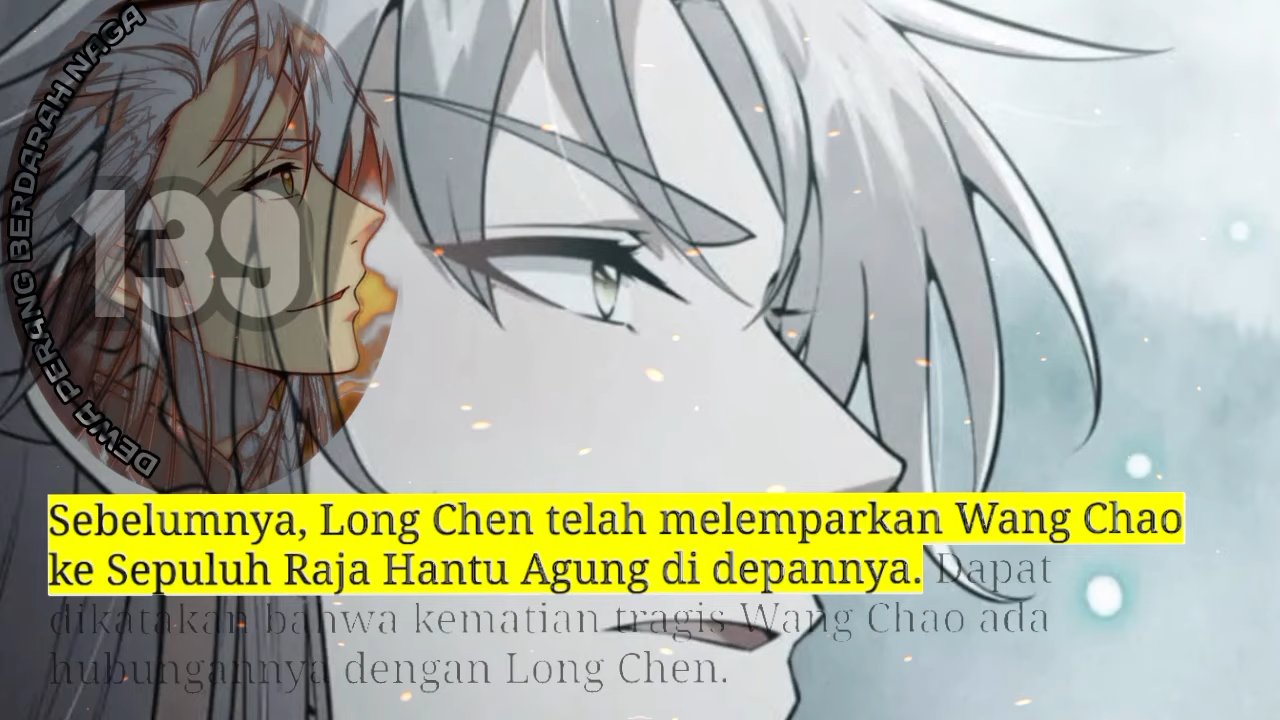 DEWA PERANG BERDARAH NAGA
139
Sebelumnya, Long Chen telah melemparkan Wang Chao
ke Sepuluh Raja Hantu Agung di depannya. Dapat
dikatakan bahwa kematian tragis Wang Chao ada
hubungannya dengan Long Chen.